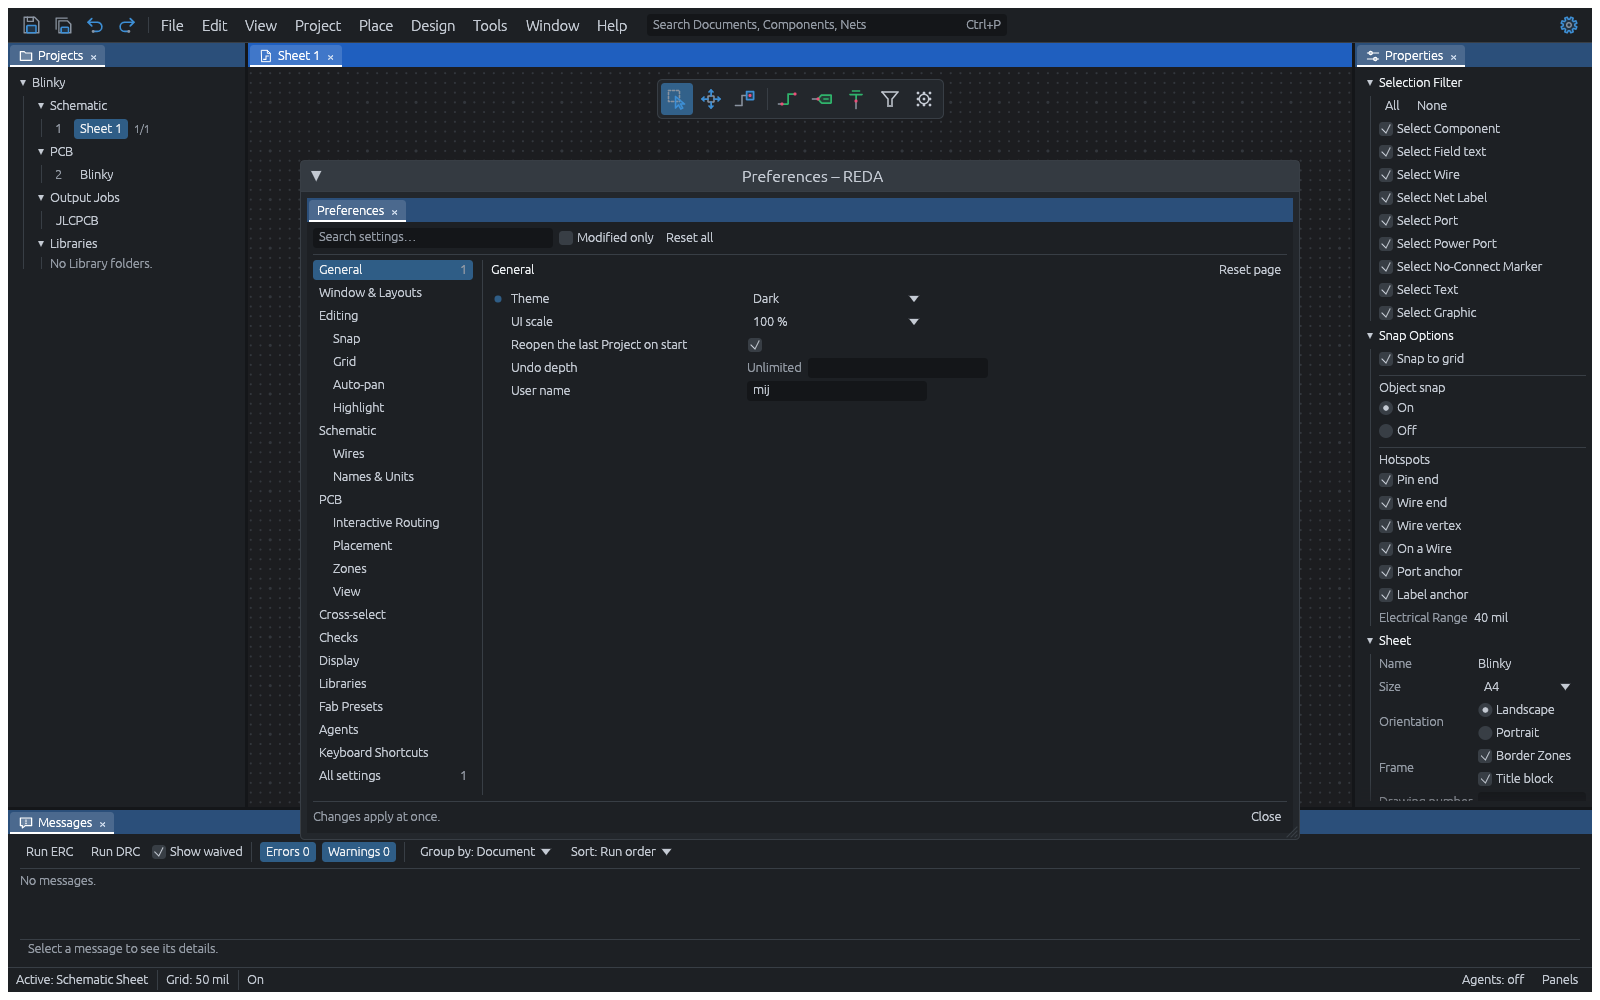 File Edit View Project Place Design Tools Window Help Search Documents, Components, Nets Ctrl+P
Projects
Blinky
Schematic
1 Sheet 1 1/1
PCB
2 Blinky
Output Jobs
JLCPCB
Libraries
No Library folders.
Sheet 1
Preferences – REDA
Preferences
Search settings... Modified only Reset all
General 1
Window & Layouts
Editing
Snap
Grid
Auto-pan
Highlight
Schematic
Wires
Names & Units
PCB
Interactive Routing
Placement
Zones
View
Cross-select
Checks
Display
Libraries
Fab Presets
Agents
Keyboard Shortcuts
All settings 1
General Reset page
Theme Dark
UI scale 100 %
Reopen the last Project on start
Undo depth Unlimited
User name mij
Changes apply at once. Close
Properties
Selection Filter
All None
Select Component
Select Field text
Select Wire
Select Net Label
Select Port
Select Power Port
Select No-Connect Marker
Select Text
Select Graphic
Snap Options
Snap to grid
Object snap
On
Off
Hotspots
Pin end
Wire end
Wire vertex
On a Wire
Port anchor
Label anchor
Electrical Range 40 mil
Sheet
Name Blinky
Size A4
Orientation Landscape
Portrait
Frame Border Zones
Title block
Drawing number
Messages
Run ERC Run DRC Show waived Errors 0 Warnings 0 Group by: Document Sort: Run order
No messages.
Select a message to see its details.
Active: Schematic Sheet Grid: 50 mil On Agents: off Panels